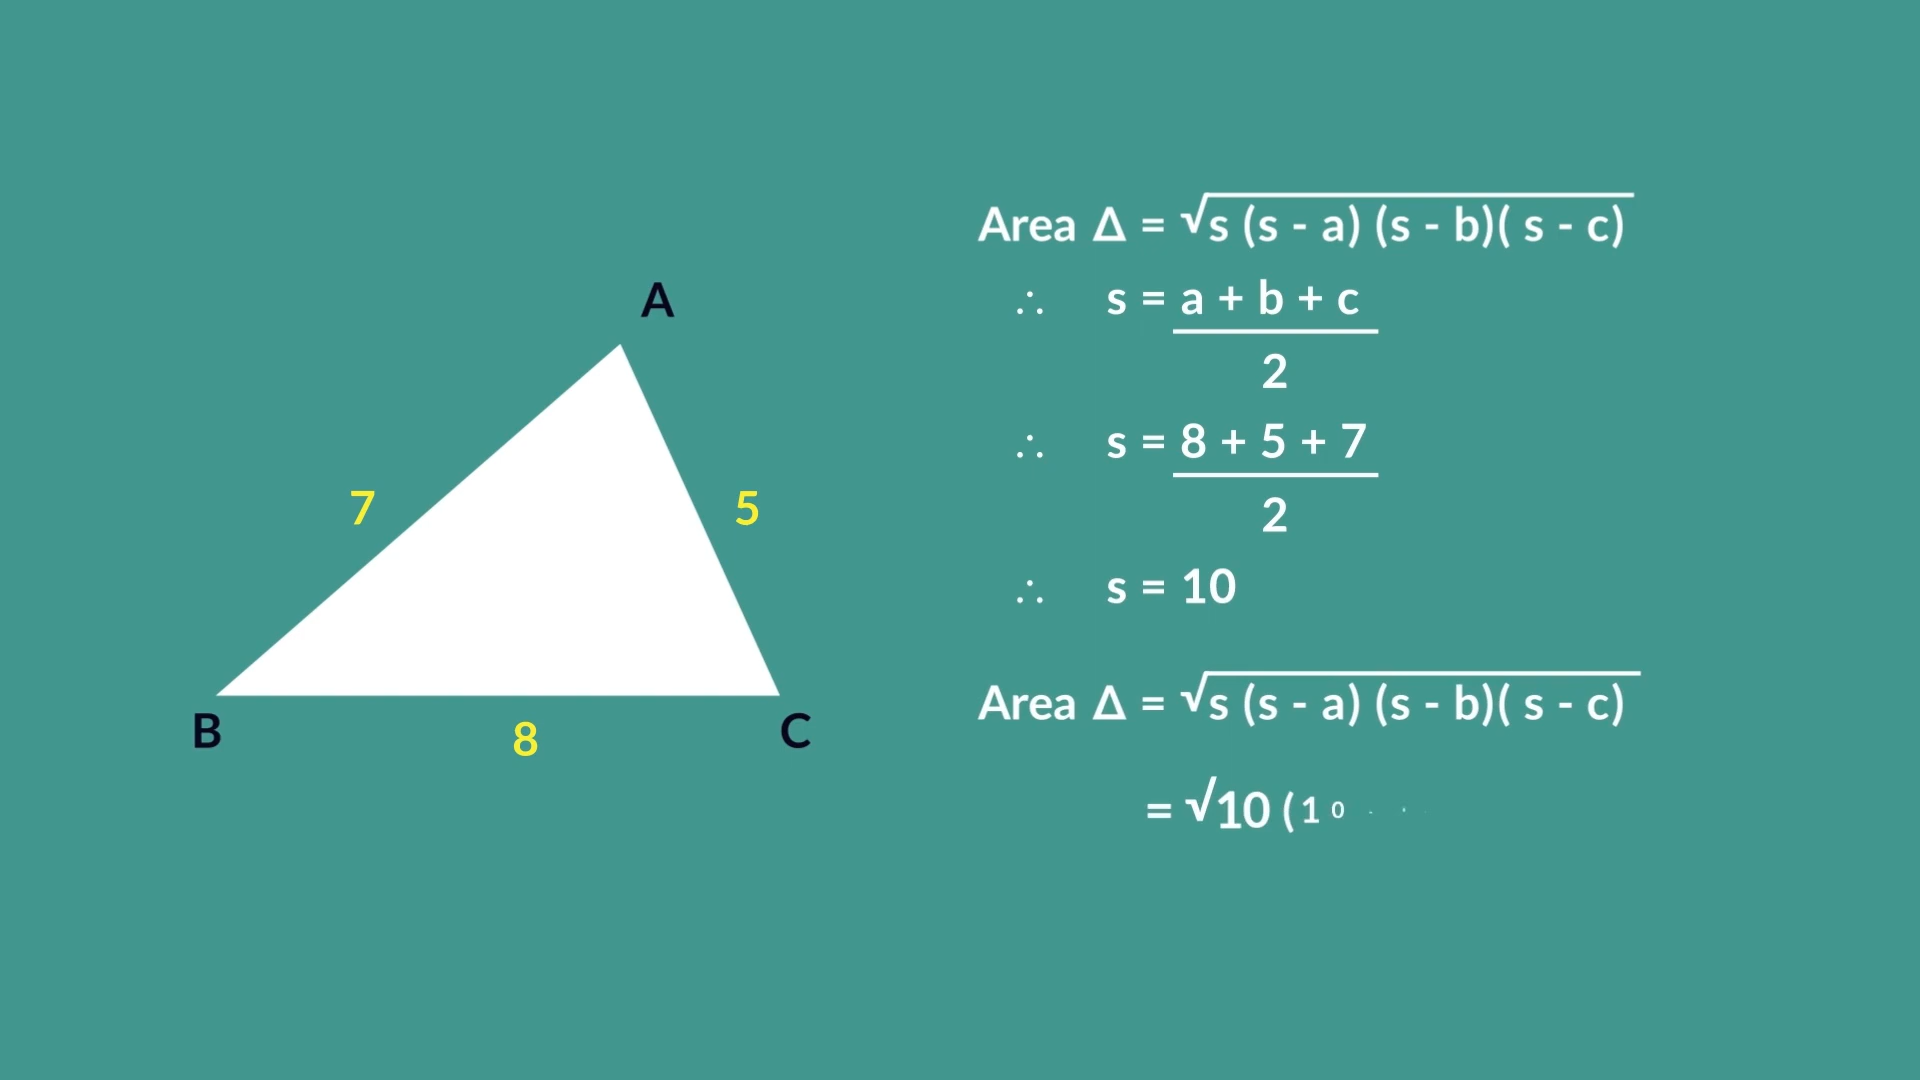 A
7
5
B
8
C
Area Δ = √s (s - a) (s - b)( s - c)
∴ s = a + b + c
2
∴ s = 8 + 5 + 7
2
∴ s = 10
Area Δ = √s (s - a) (s - b)( s - c)
= √10 (10